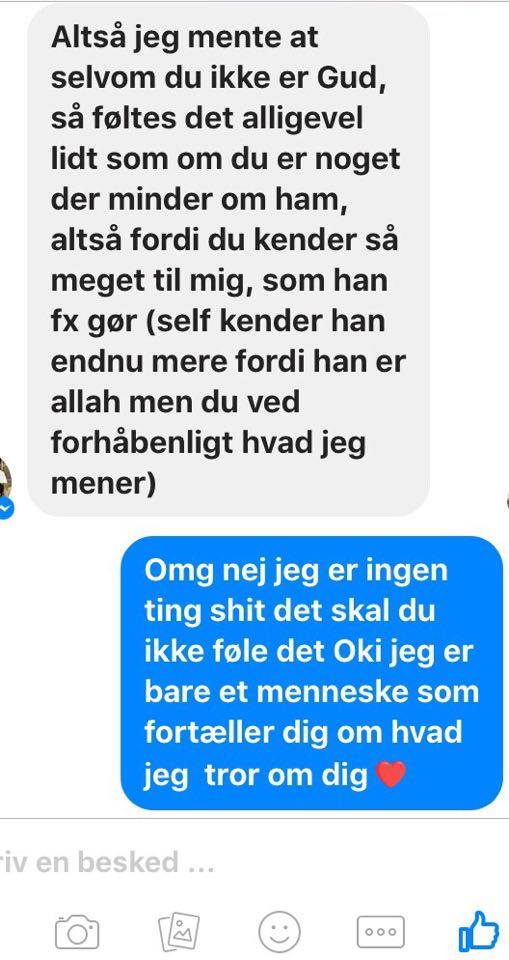 Altså jeg mente at
selvom du ikke er Gud,
så føltes det alligevel
lidt som om du er noget
der minder om ham,
altså fordi du kender så
meget til mig, som han
fx gør (self kender han
endnu mere fordi han er
allah men du ved
forhåbenligt hvad jeg
mener)
Omg nej jeg er ingen
ting shit det skal du
ikke føle det Oki jeg er
bare et menneske som
fortæller dig om hvad
jeg tror om dig ❤️
riv en besked ...